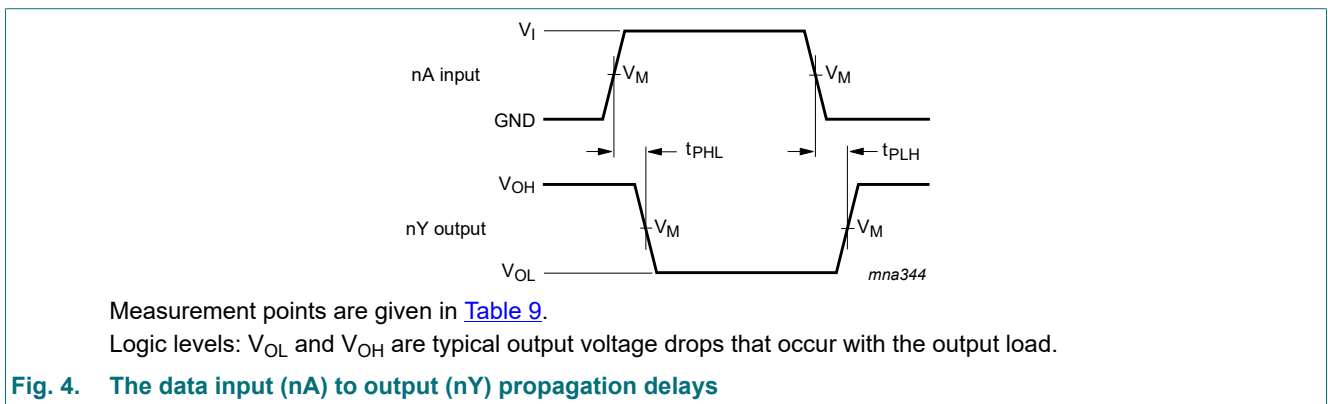 V_I
nA input
V_M
V_M
GND
t_PHL
t_PLH
V_OH
nY output
V_M
V_M
V_OL
mna344
Measurement points are given in Table 9.
Logic levels: V_OL and V_OH are typical output voltage drops that occur with the output load.
Fig. 4. The data input (nA) to output (nY) propagation delays